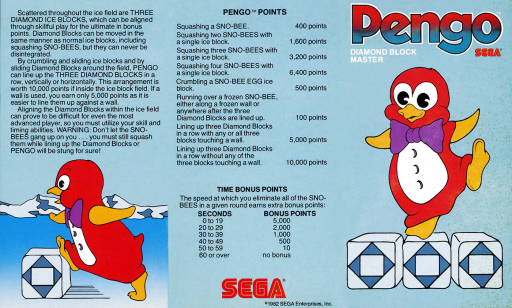 Scattered throughout the ice field are THREE
DIAMOND ICE BLOCKS, which can be aligned
through skillful play for the ultimate in bonus
points. Diamond Blocks can be moved in the
same manner as normal ice blocks, including
squashing SNO-BEES, but they can never be
disintegrated.
By crumbling and sliding ice blocks and by
sliding Diamond Blocks around the field, PENGO
can line up the THREE DIAMOND BLOCKS in a
row, vertically or horizontally. This arrangement is
worth 10,000 points if inside the ice block field. If a
wall is used, you earn only 5,000 points as it is
easier to line them up against a wall.
Aligning the Diamond Blocks within the ice field
can prove to be difficult for even the most
advanced player, so you must utilize your skill and
timing abilities. WARNING: Don't let the SNO-
BEES gang up on you . . . you must still squash
them while lining up the Diamond Blocks or
PENGO will be stung for sure!
PENGO™ POINTS
Squashing a SNO-BEE. 400 points
Squashing two SNO-BEES with
a single ice block. 1,600 points
Squashing three SNO-BEES with
a single ice block. 3,200 points
Squashing four SNO-BEES with
a single ice block. 6,400 points
Crumbling a SNO-BEE EGG ice
block. 500 points
Running over a frozen SNO-BEE,
either along a frozen wall or
anywhere after the three
Diamond Blocks are lined up. 100 points
Lining up three Diamond Blocks
in a row with any or all three
blocks touching a wall. 5,000 points
Lining up three Diamond Blocks
in a row without any of the
three blocks touching a wall. 10,000 points
TIME BONUS POINTS
The speed at which you eliminate all of the SNO-
BEES in a given round earns extra bonus points:
SECONDS BONUS POINTS
0 to 19 5,000
20 to 29 2,000
30 to 39 1,000
40 to 49 500
50 to 59 10
60 or over no bonus
SEGA®
©1982 SEGA Enterprises, Inc.
Pengo™
DIAMOND BLOCK
MASTER
SEGA®